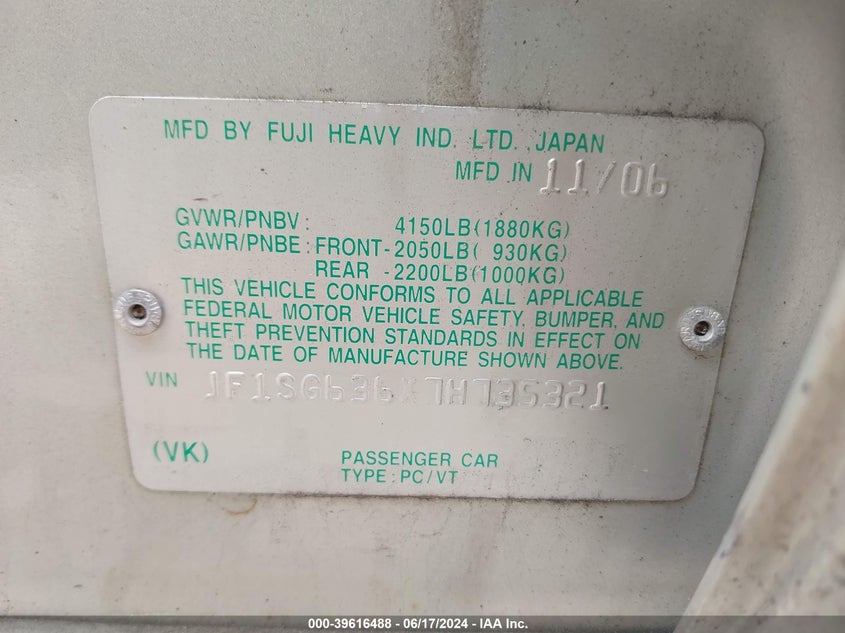 MFD BY FUJI HEAVY IND. LTD. JAPAN
MFD IN 11/06
GVWR/PNBV : 4150LB(1880KG)
GAWR/PNBE : FRONT-2050LB( 930KG)
REAR -2200LB(1000KG)
THIS VEHICLE CONFORMS TO ALL APPLICABLE
FEDERAL MOTOR VEHICLE SAFETY, BUMPER, AND
THEFT PREVENTION STANDARDS IN EFFECT ON
THE DATE OF MANUFACTURE SHOWN ABOVE.
VIN JF1SG636X7H735321
(VK) PASSENGER CAR
TYPE : PC/VT
000-39616488 - 06/17/2024 - IAA Inc.